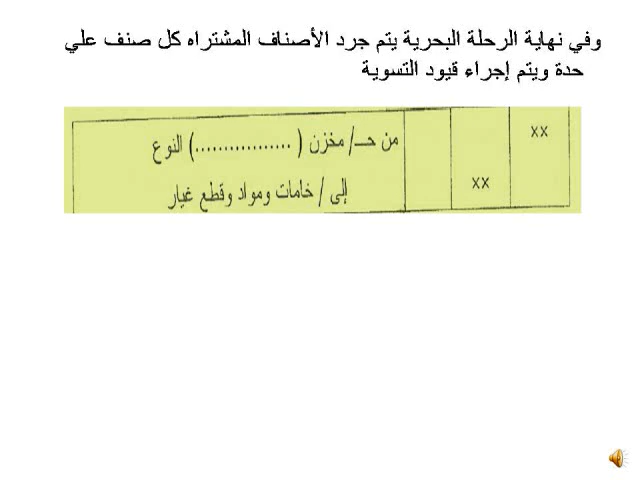 وفي نهاية الرحلة البحرية يتم جرد الأصناف المشتراه كل صنف علي
حدة ويتم إجراء قيود التسوية
xx من حـــ/ مخزن ( ................. ) النوع
xx إلى / خامات ومواد وقطع غيار